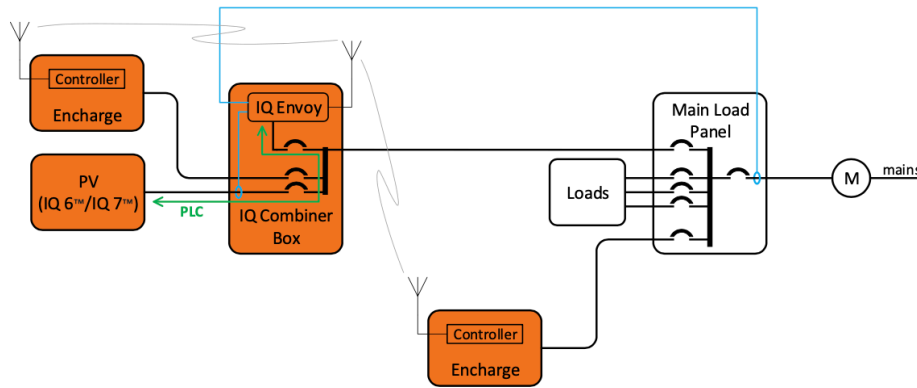 Controller
Encharge
IQ Envoy
Main Load
Panel
PV
(IQ 6™/IQ 7™)
PLC
IQ Combiner
Box
Loads
M
mains
Controller
Encharge